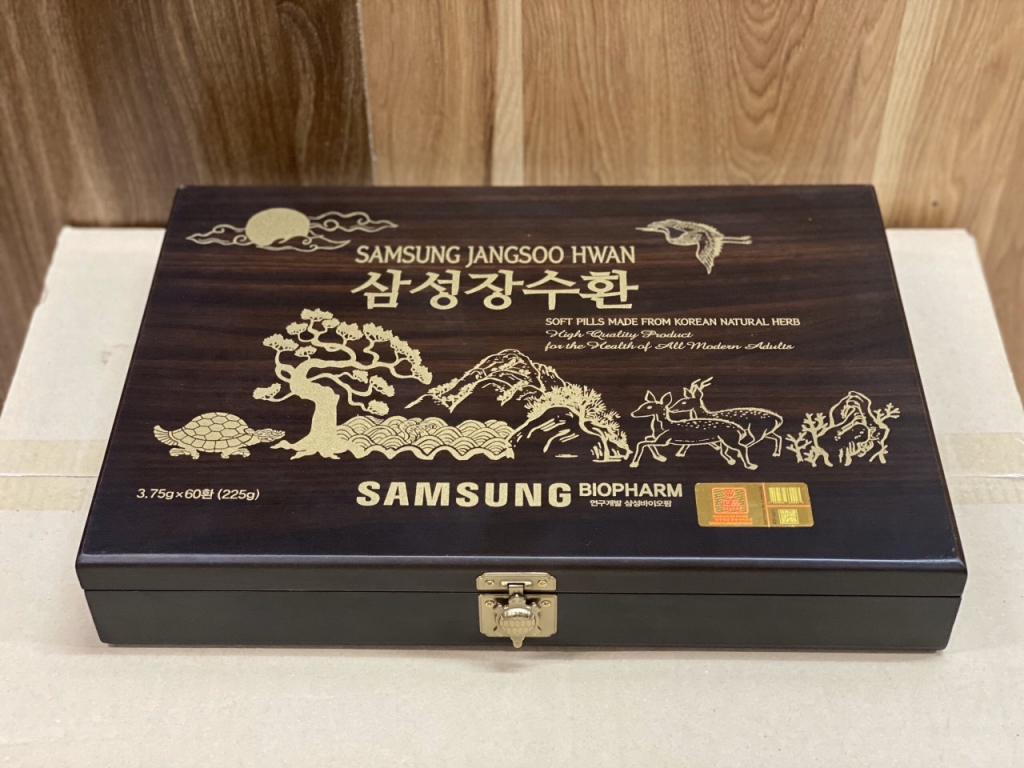 SAMSUNG JANGSOO HWAN
삼성장수환
SOFT PILLS MADE FROM KOREAN NATURAL HERB
High Quality Product
for the Health of All Modern Adults
3.75g×60환 (225g)
SAMSUNG BIOPHARM
연구개발 삼성바이오팜